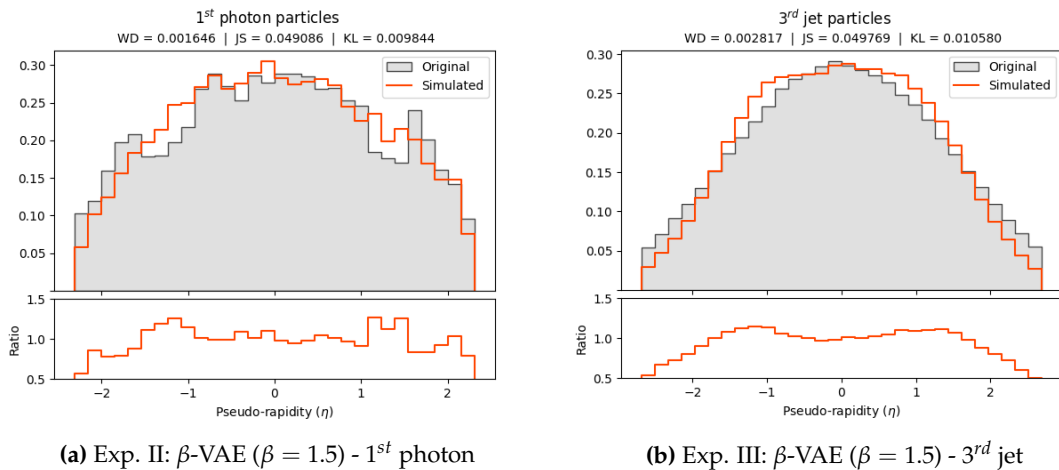 1st photon particles
WD = 0.001646 | JS = 0.049086 | KL = 0.009844
Original
Simulated
0.30
0.25
0.20
0.15
0.10
0.05
1.5
1.0
0.5
Ratio
−2 −1 0 1 2
Pseudo-rapidity (η)
(a) Exp. II: β-VAE (β = 1.5) - 1st photon
3rd jet particles
WD = 0.002817 | JS = 0.049769 | KL = 0.010580
Original
Simulated
0.30
0.25
0.20
0.15
0.10
0.05
1.5
1.0
0.5
Ratio
−2 −1 0 1 2
Pseudo-rapidity (η)
(b) Exp. III: β-VAE (β = 1.5) - 3rd jet